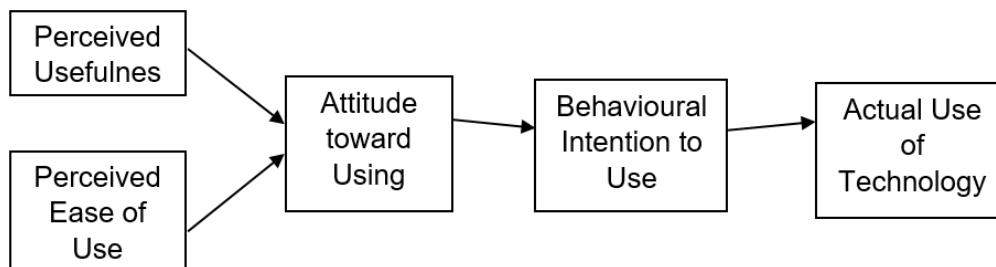 Perceived
Usefulnes
Perceived
Ease of
Use
Attitude
toward
Using
Behavioural
Intention to
Use
Actual Use
of
Technology